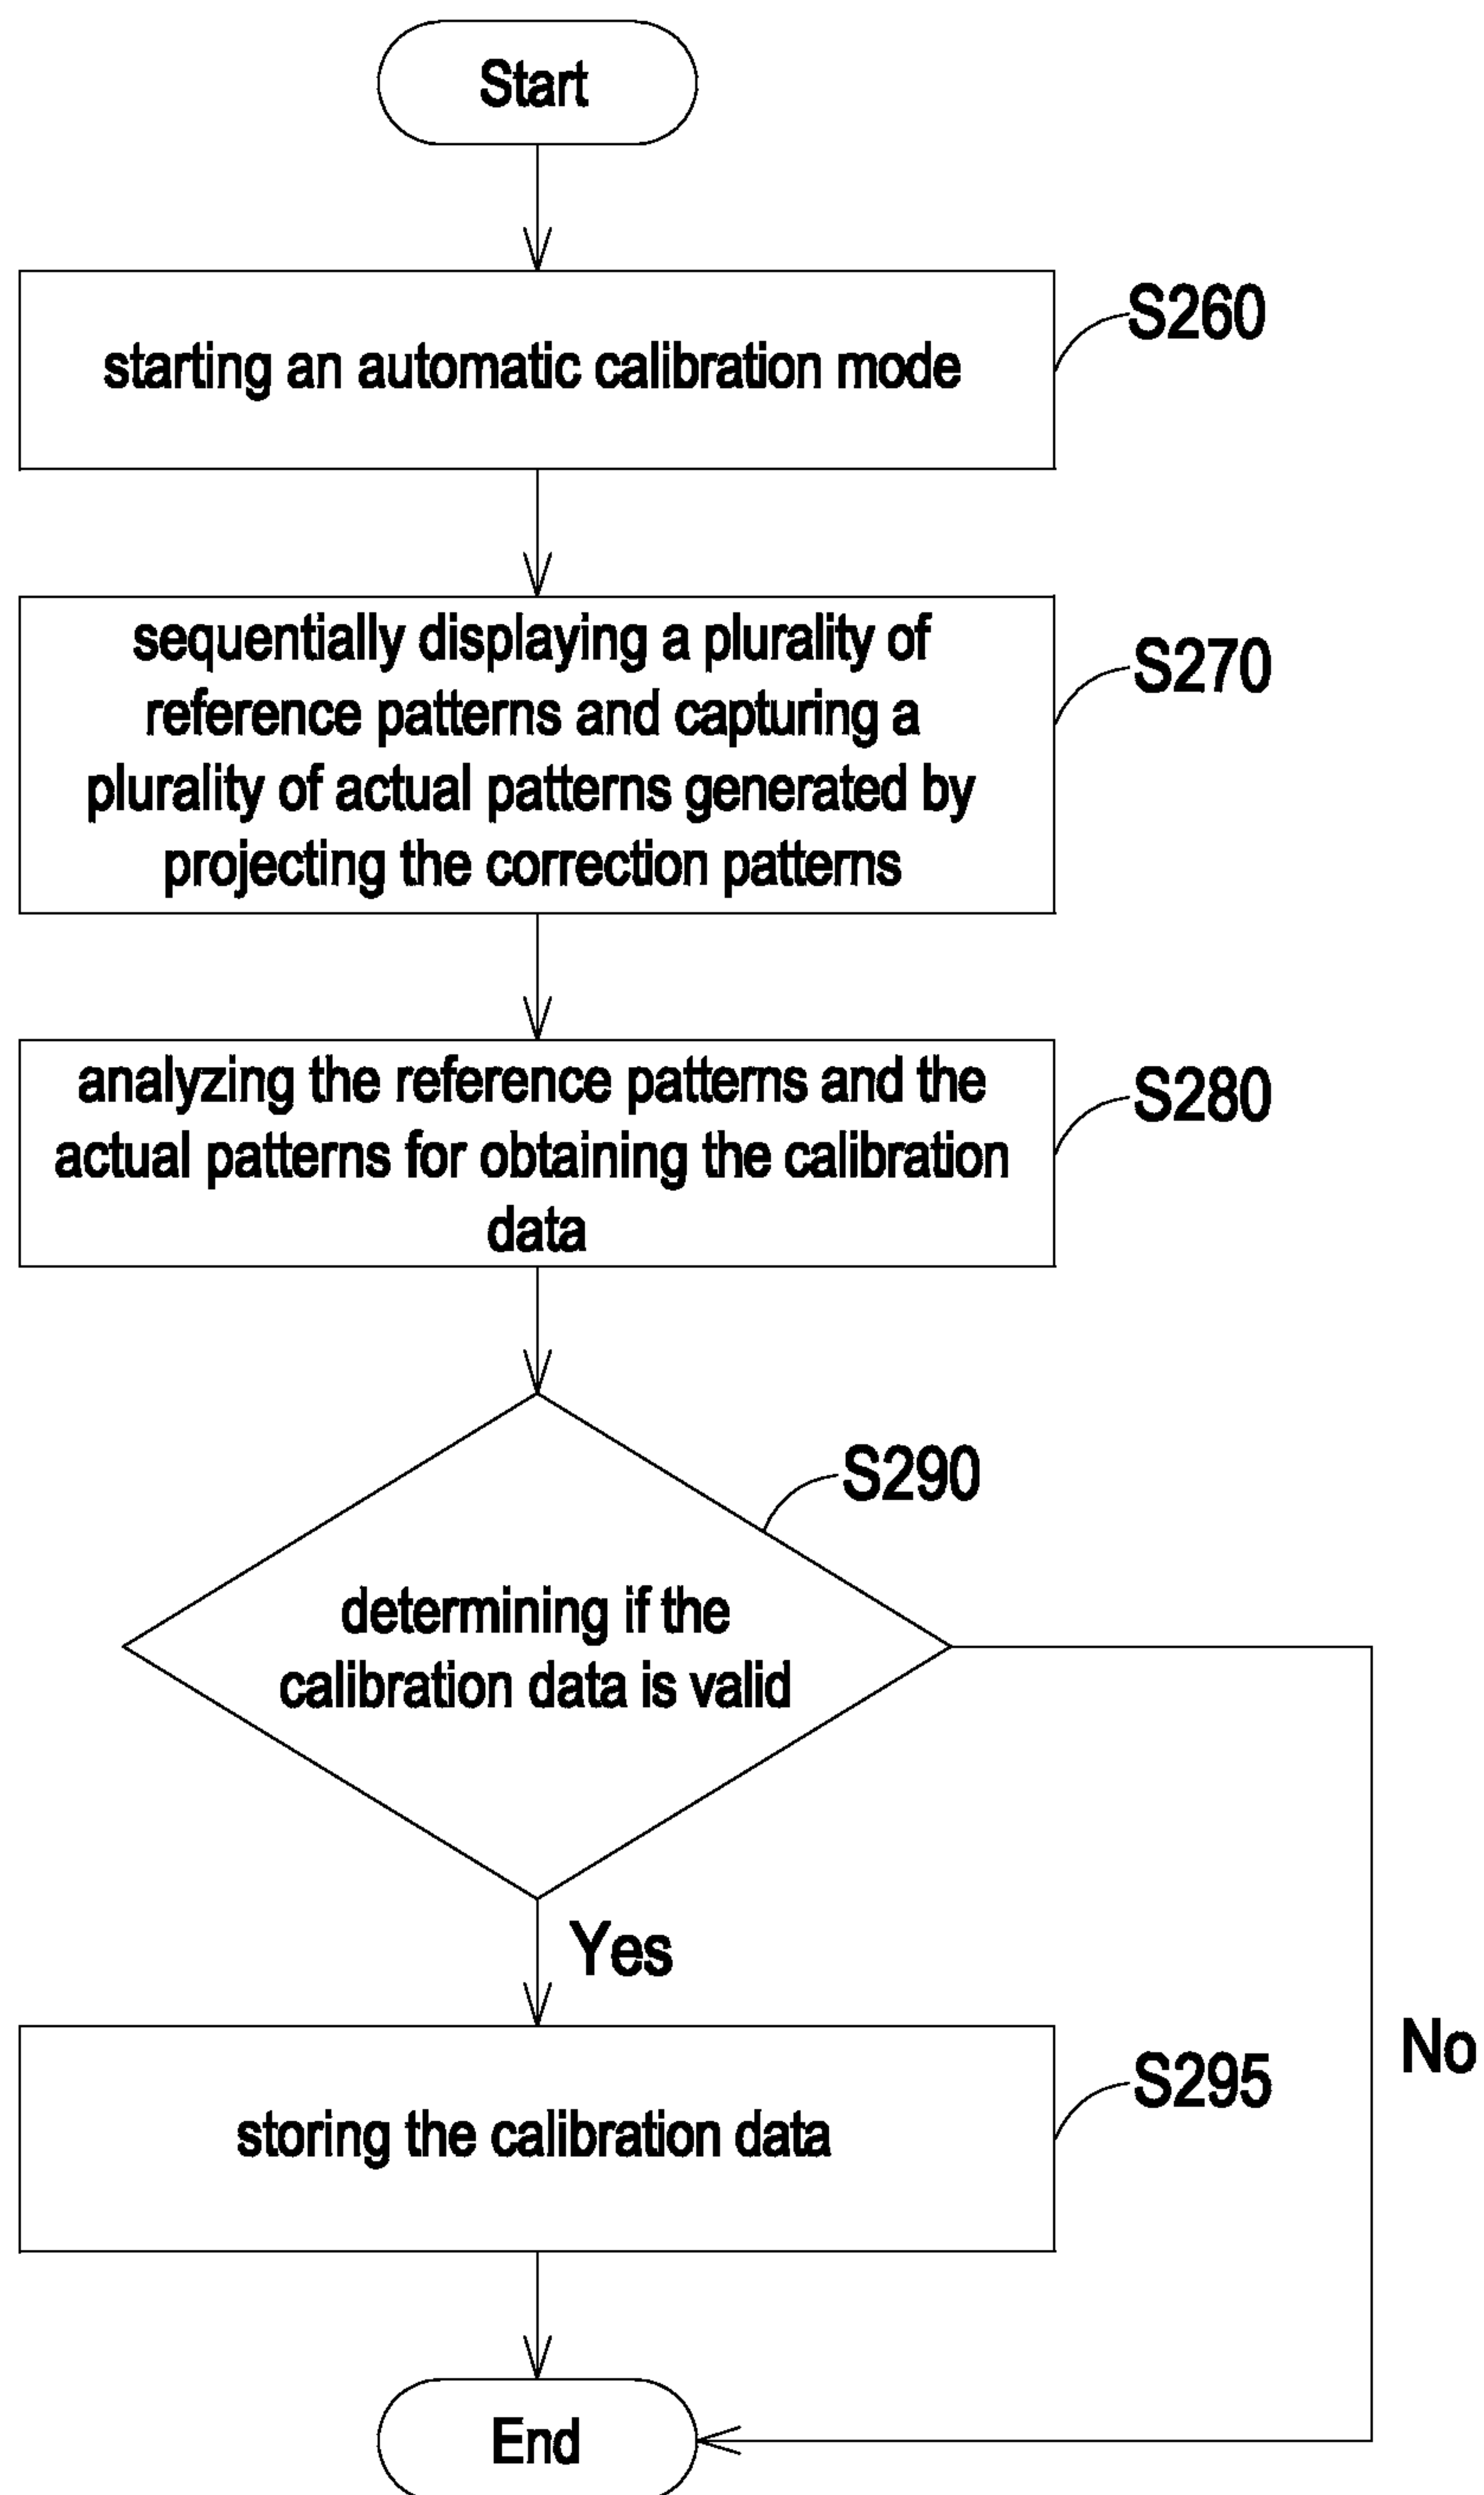 Start
starting an automatic calibration mode
S260
sequentially displaying a plurality of
reference patterns and capturing a
plurality of actual patterns generated by
projecting the correction patterns
S270
analyzing the reference patterns and the
actual patterns for obtaining the calibration
data
S280
S290
determining if the
calibration data is valid
Yes
No
storing the calibration data
S295
End